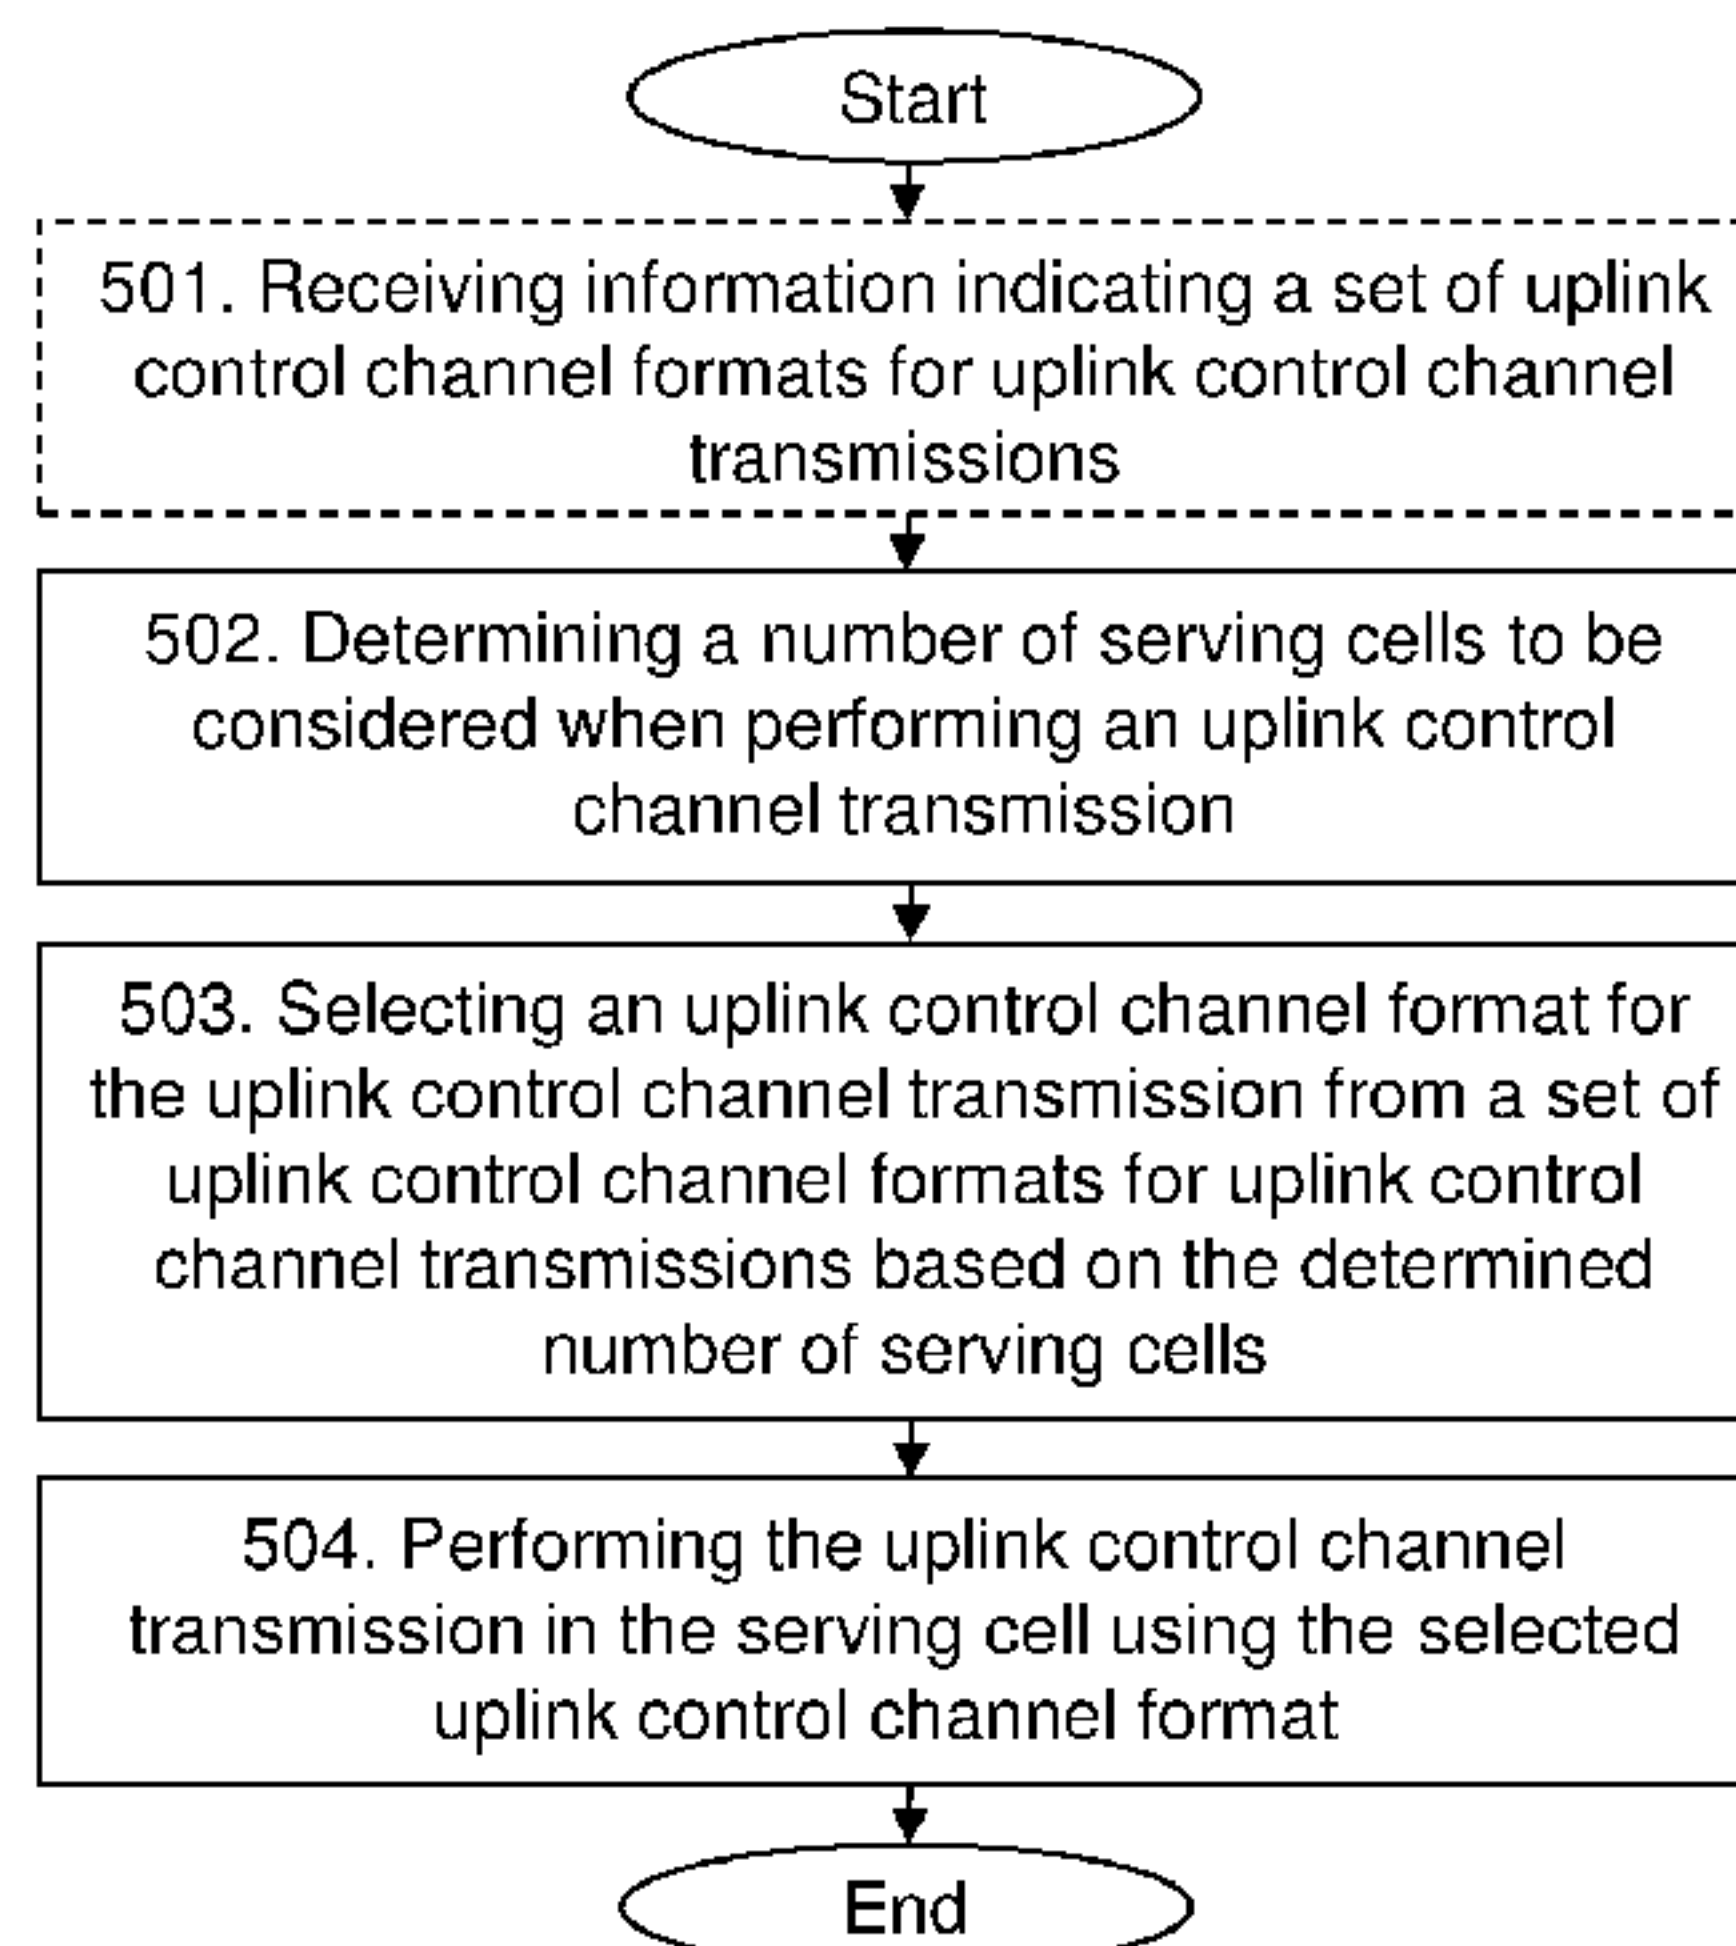 Start
501. Receiving information indicating a set of uplink
control channel formats for uplink control channel
transmissions
502. Determining a number of serving cells to be
considered when performing an uplink control
channel transmission
503. Selecting an uplink control channel format for
the uplink control channel transmission from a set of
uplink control channel formats for uplink control
channel transmissions based on the determined
number of serving cells
504. Performing the uplink control channel
transmission in the serving cell using the selected
uplink control channel format
End